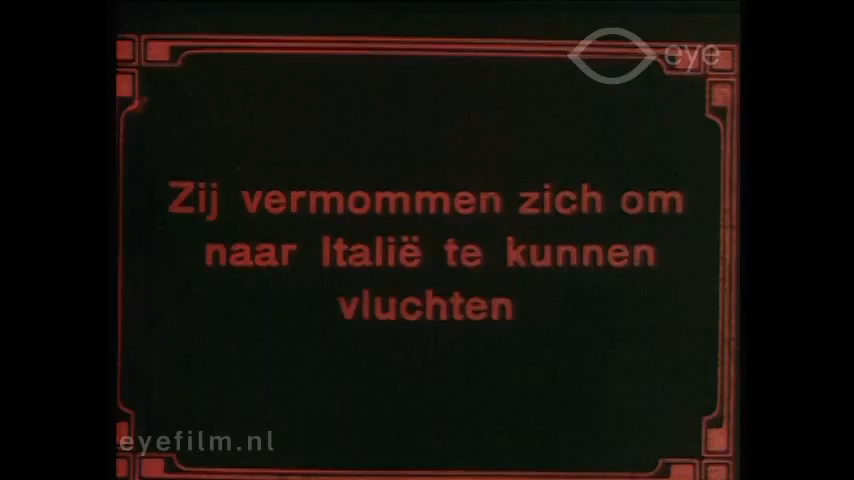 eye
Zij vermommen zich om
naar Italië te kunnen
vluchten
eyefilm.nl